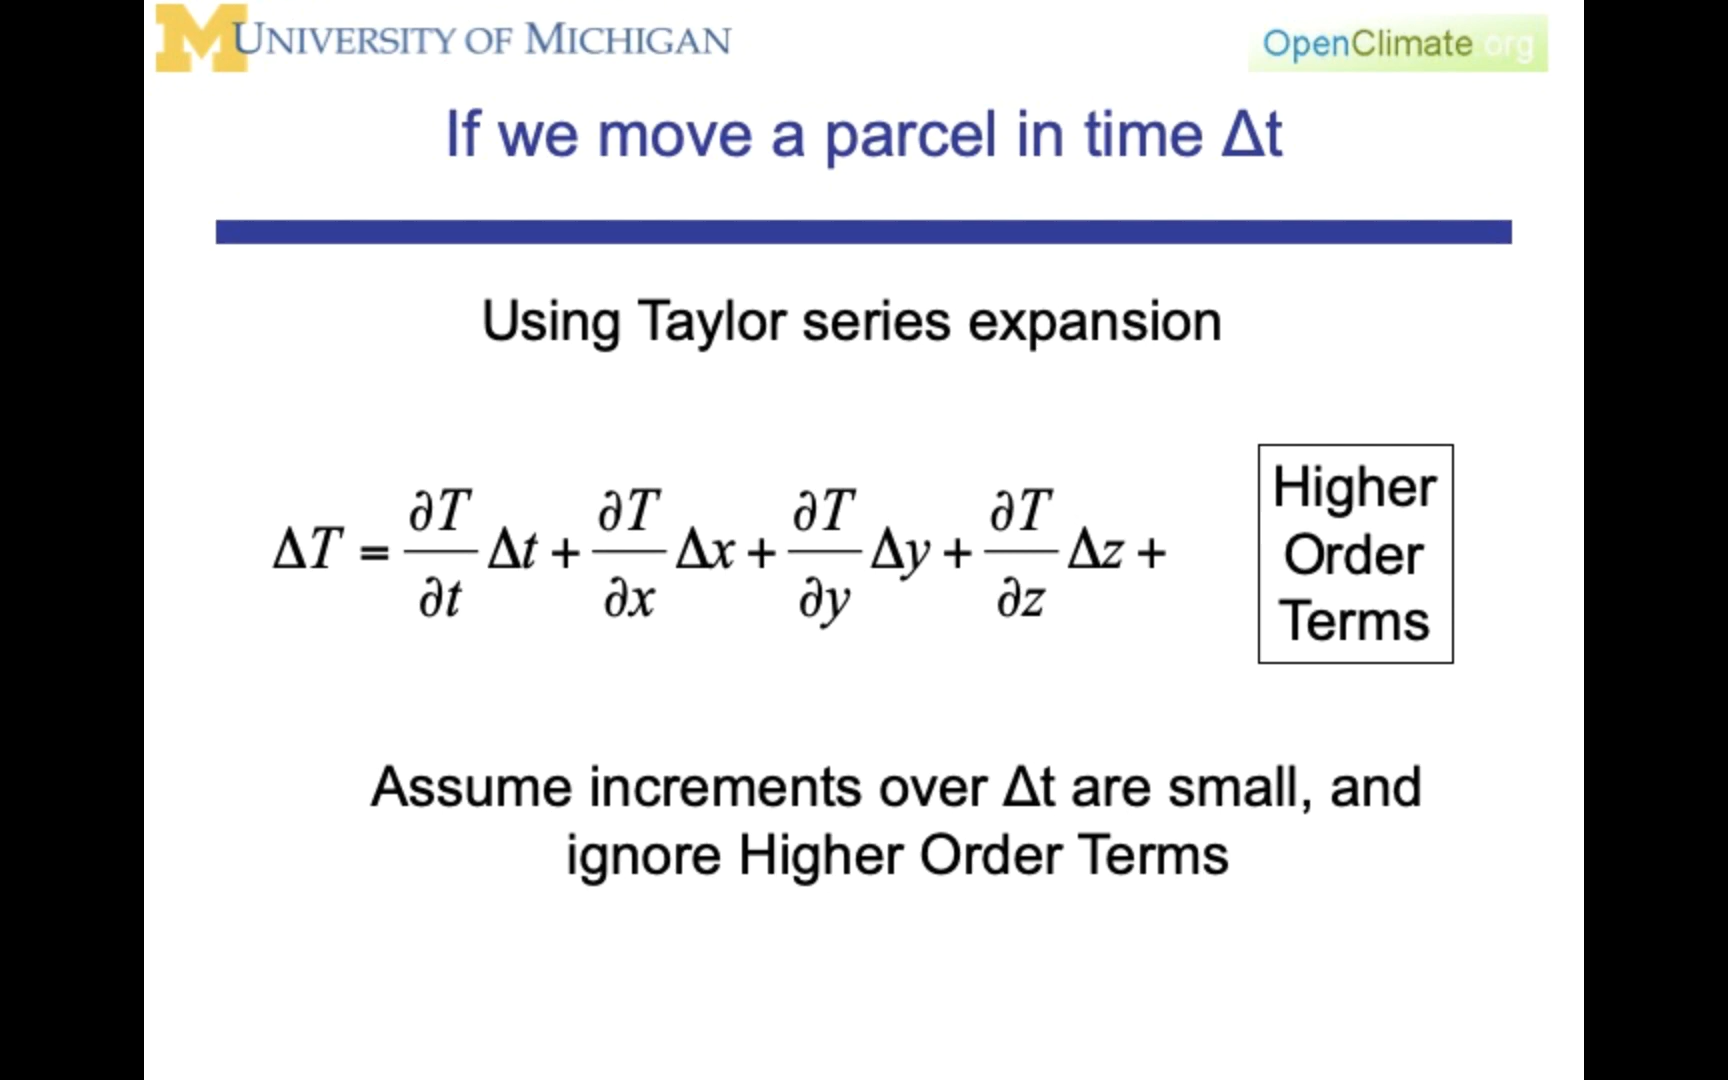 M UNIVERSITY OF MICHIGAN
OpenClimate org
If we move a parcel in time Δt
Using Taylor series expansion
ΔT = ∂T/∂t Δt + ∂T/∂x Δx + ∂T/∂y Δy + ∂T/∂z Δz +
Higher
Order
Terms
Assume increments over Δt are small, and
ignore Higher Order Terms